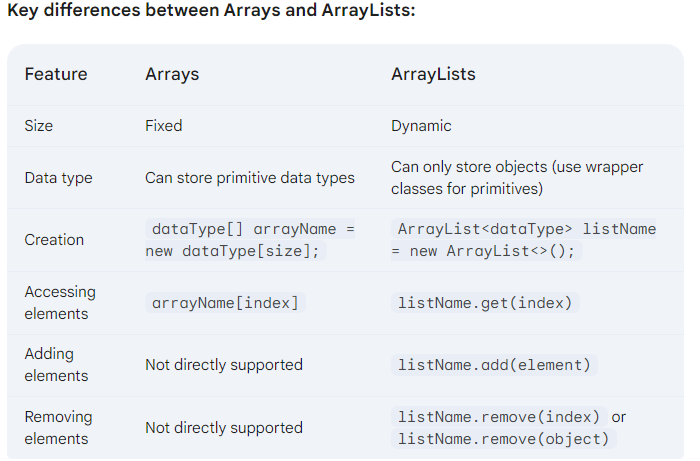 Key differences between Arrays and ArrayLists:
Feature Arrays ArrayLists
Size Fixed Dynamic
Data type Can store primitive data types Can only store objects (use wrapper
classes for primitives)
Creation dataType[] arrayName =
new dataType[size]; ArrayList<dataType> listName
= new ArrayList<>();
Accessing
elements arrayName[index] listName.get(index)
Adding
elements Not directly supported listName.add(element)
Removing
elements Not directly supported listName.remove(index) or
listName.remove(object)